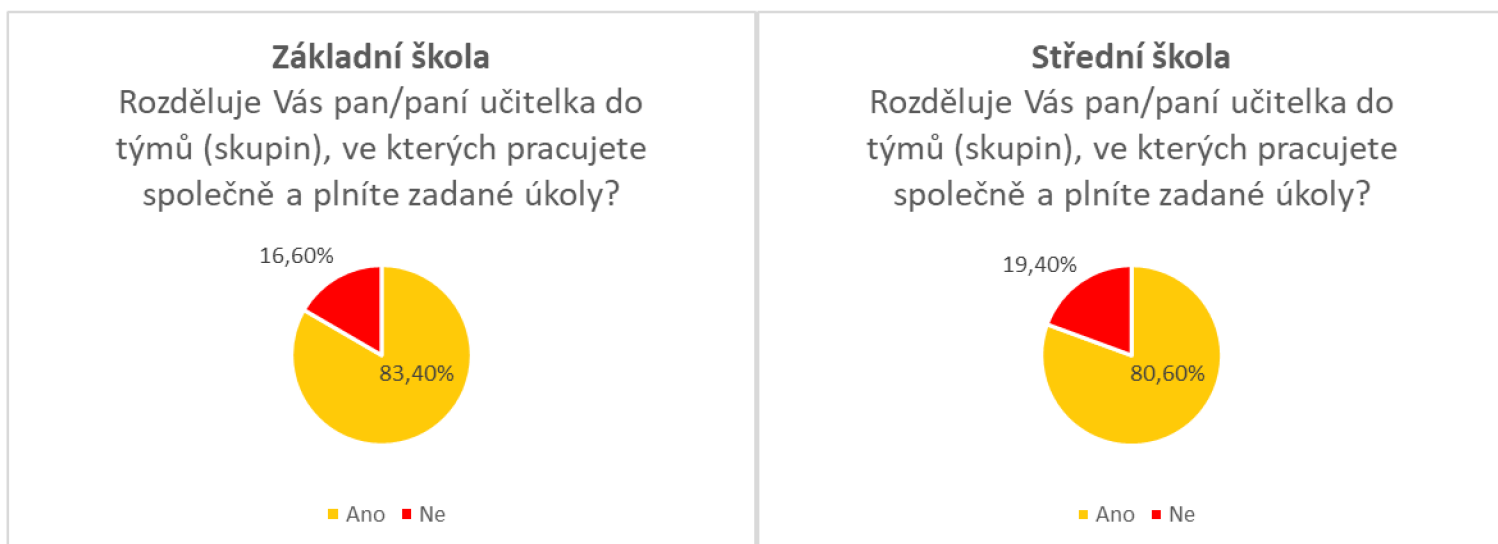 Základní škola
Rozděluje Vás pan/paní učitelka do
týmů (skupin), ve kterých pracujete
společně a plníte zadané úkoly?
16,60%
83,40%
Ano Ne
Střední škola
Rozděluje Vás pan/paní učitelka do
týmů (skupin), ve kterých pracujete
společně a plníte zadané úkoly?
19,40%
80,60%
Ano Ne